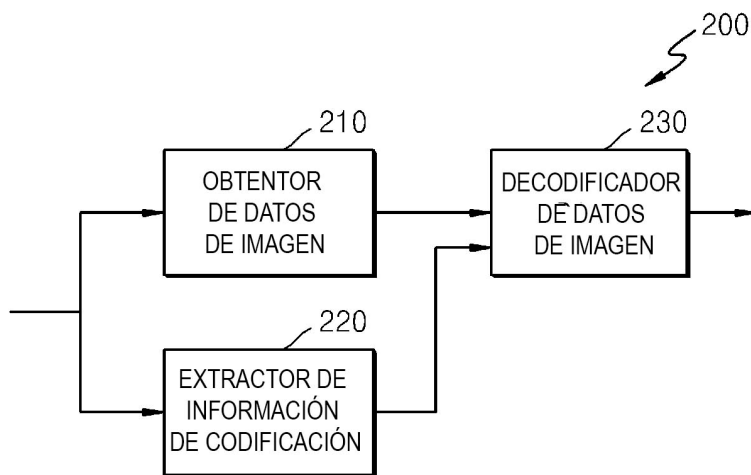 200
210
OBTENTOR
DE DATOS
DE IMAGEN
230
DECODIFICADOR
DE DATOS
DE IMAGEN
220
EXTRACTOR DE
INFORMACIÓN
DE CODIFICACIÓN